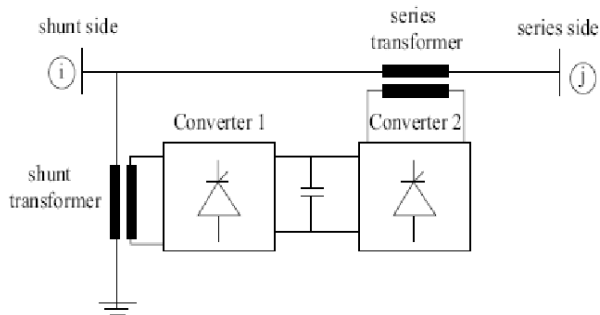 shunt side
series
transformer
series side
i
j
Converter 1
Converter 2
shunt
transformer